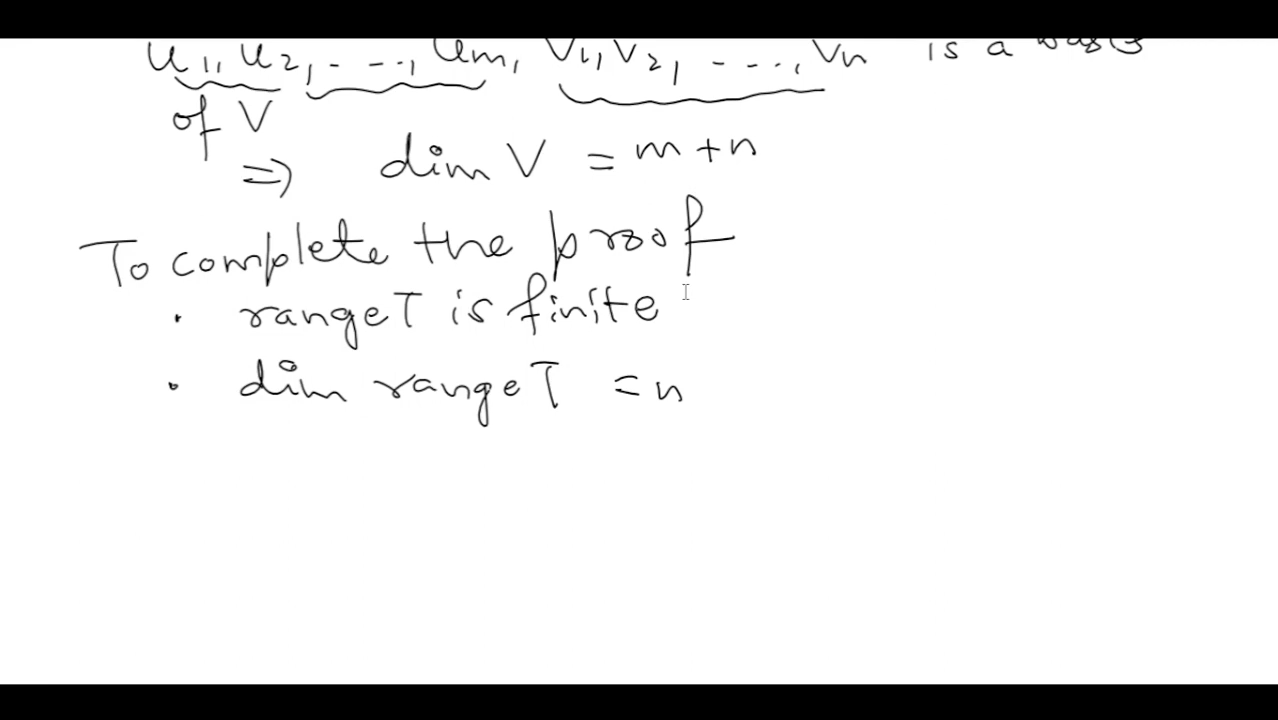 u1, u2, - - .., um, v1, v2, - - ..., vn is a basis
of V
=> dim V = m + n
To complete the proof
· range T is finite
· dim range T = n